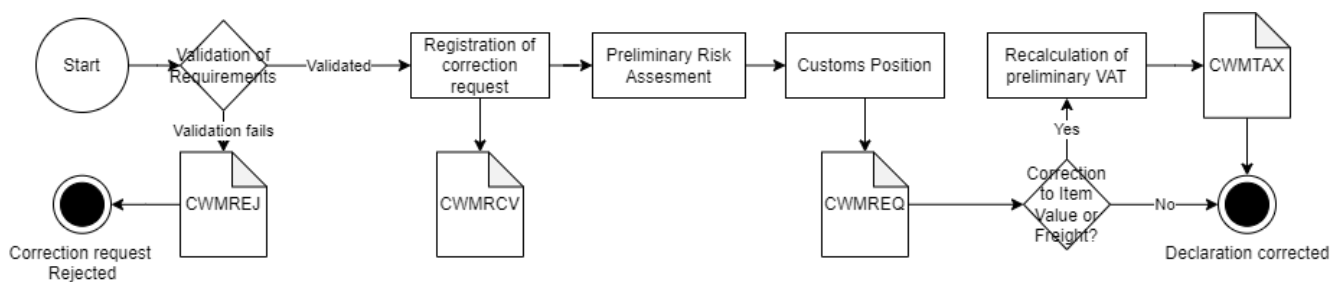 Start
Validation of
Requirements
Validated
Registration of
correction
request
Preliminary Risk
Assesment
Customs Position
Recalculation of
preliminary VAT
CWMTAX
Validation fails
Yes
CWMREJ
CWMRCV
CWMREQ
Correction
to Item
Value or
Freight?
No
Correction request
Rejected
Declaration corrected